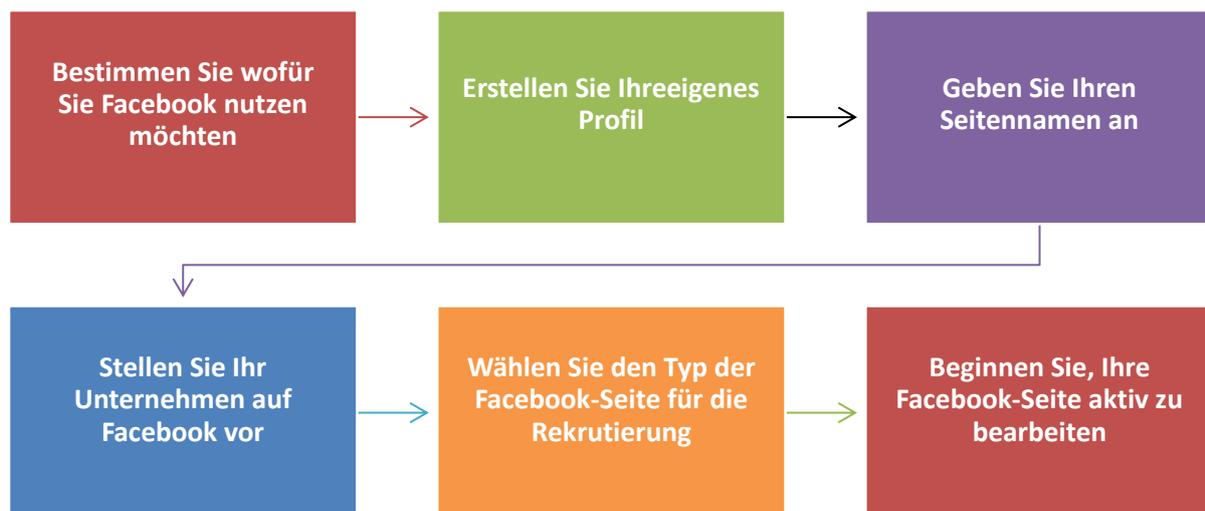 Bestimmen Sie wofür
Sie Facebook nutzen
möchten
Erstellen Sie Ihreeigenes
Profil
Geben Sie Ihren
Seitennamen an
Stellen Sie Ihr
Unternehmen auf
Facebook vor
Wählen Sie den Typ der
Facebook-Seite für die
Rekrutierung
Beginnen Sie, Ihre
Facebook-Seite aktiv zu
bearbeiten